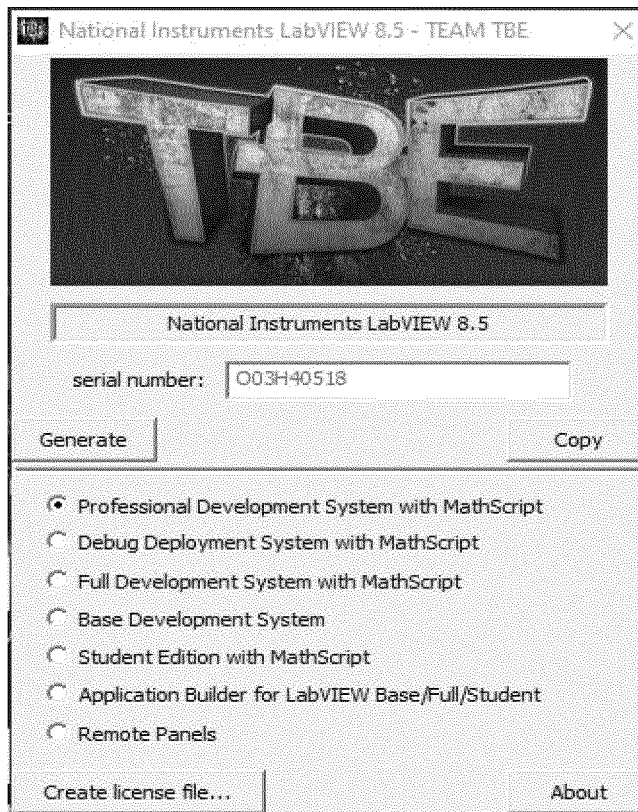 National Instruments LabVIEW 8.5 - TEAM TBE
TBE
National Instruments LabVIEW 8.5
serial number: O03H40518
Generate Copy
Professional Development System with MathScript
Debug Deployment System with MathScript
Full Development System with MathScript
Base Development System
Student Edition with MathScript
Application Builder for LabVIEW Base/Full/Student
Remote Panels
Create license file... About